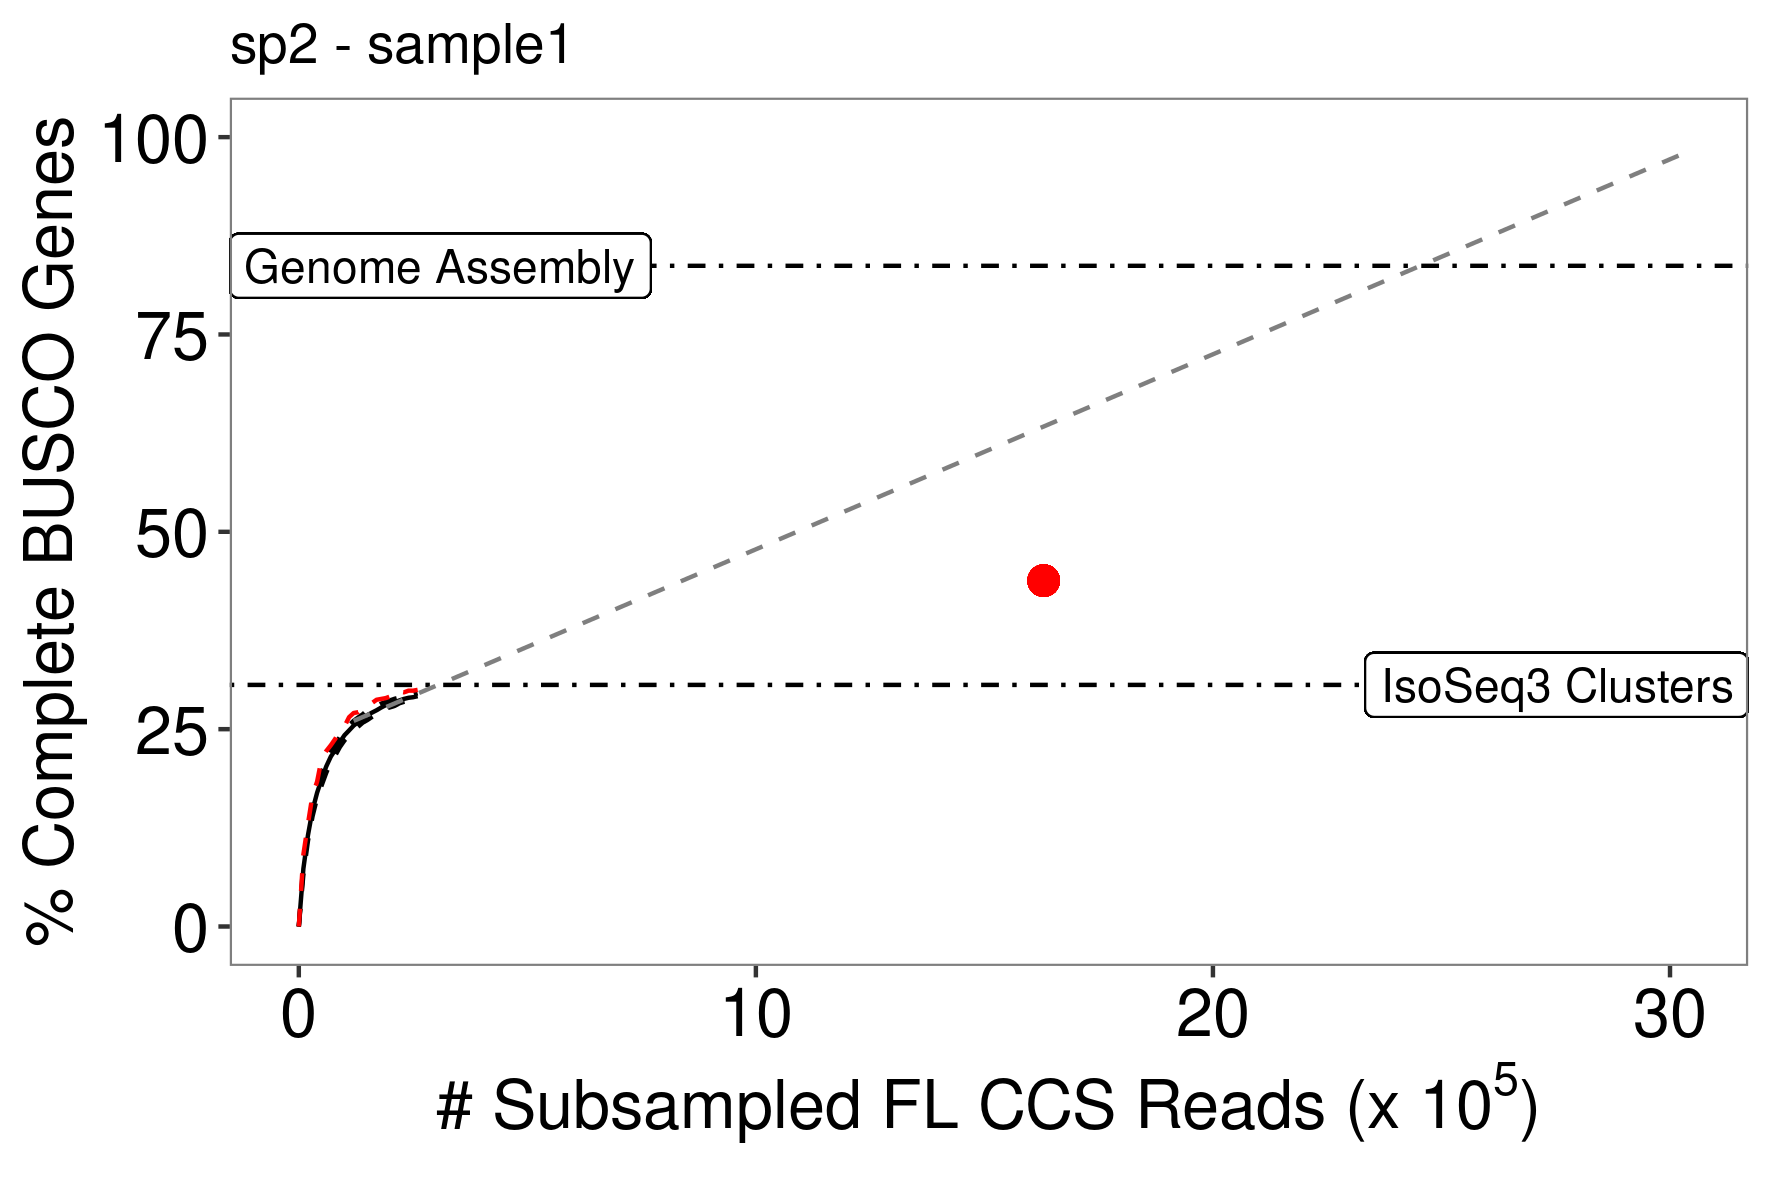 sp2 - sample1
% Complete BUSCO Genes
100
75
50
25
0
Genome Assembly
IsoSeq3 Clusters
0 10 20 30
# Subsampled FL CCS Reads (x 10⁵)